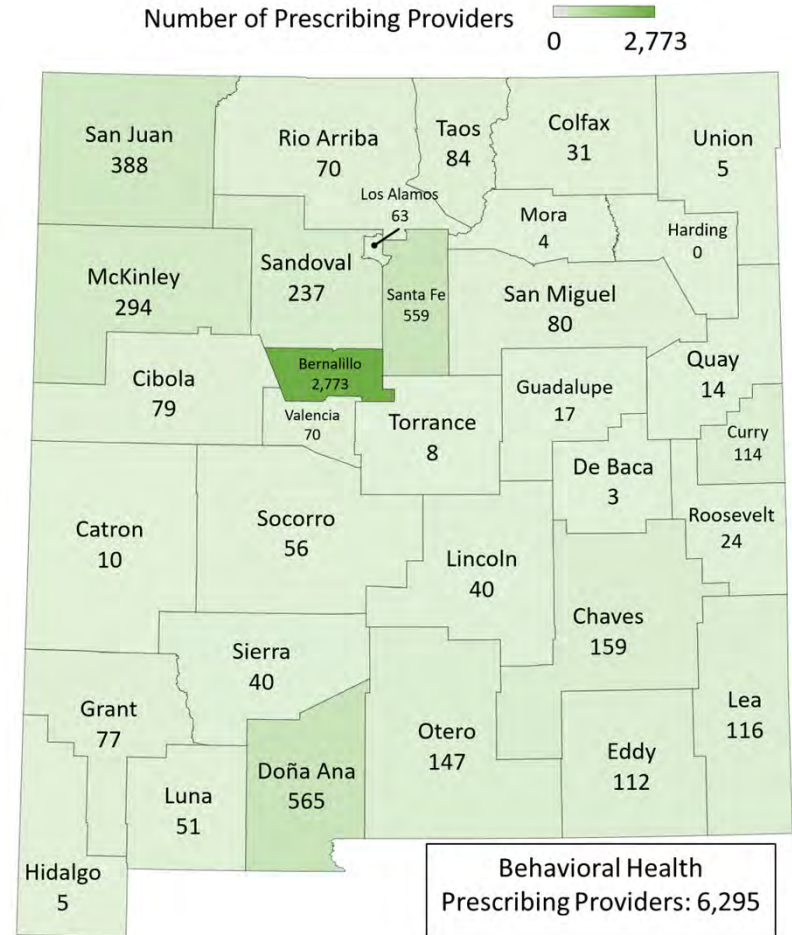 Number of Prescribing Providers
0 2,773
San Juan
388
Rio Arriba
70
Taos
84
Colfax
31
Union
5
Los Alamos
63
Mora
4
Harding
0
McKinley
294
Sandoval
237
Santa Fe
559
San Miguel
80
Cibola
79
Bernalillo
2,773
Valencia
70
Torrance
8
Guadalupe
17
Quay
14
Curry
114
De Baca
3
Roosevelt
24
Catron
10
Socorro
56
Lincoln
40
Chaves
159
Sierra
40
Grant
77
Lea
116
Otero
147
Eddy
112
Doña Ana
565
Luna
51
Hidalgo
5
Behavioral Health
Prescribing Providers: 6,295